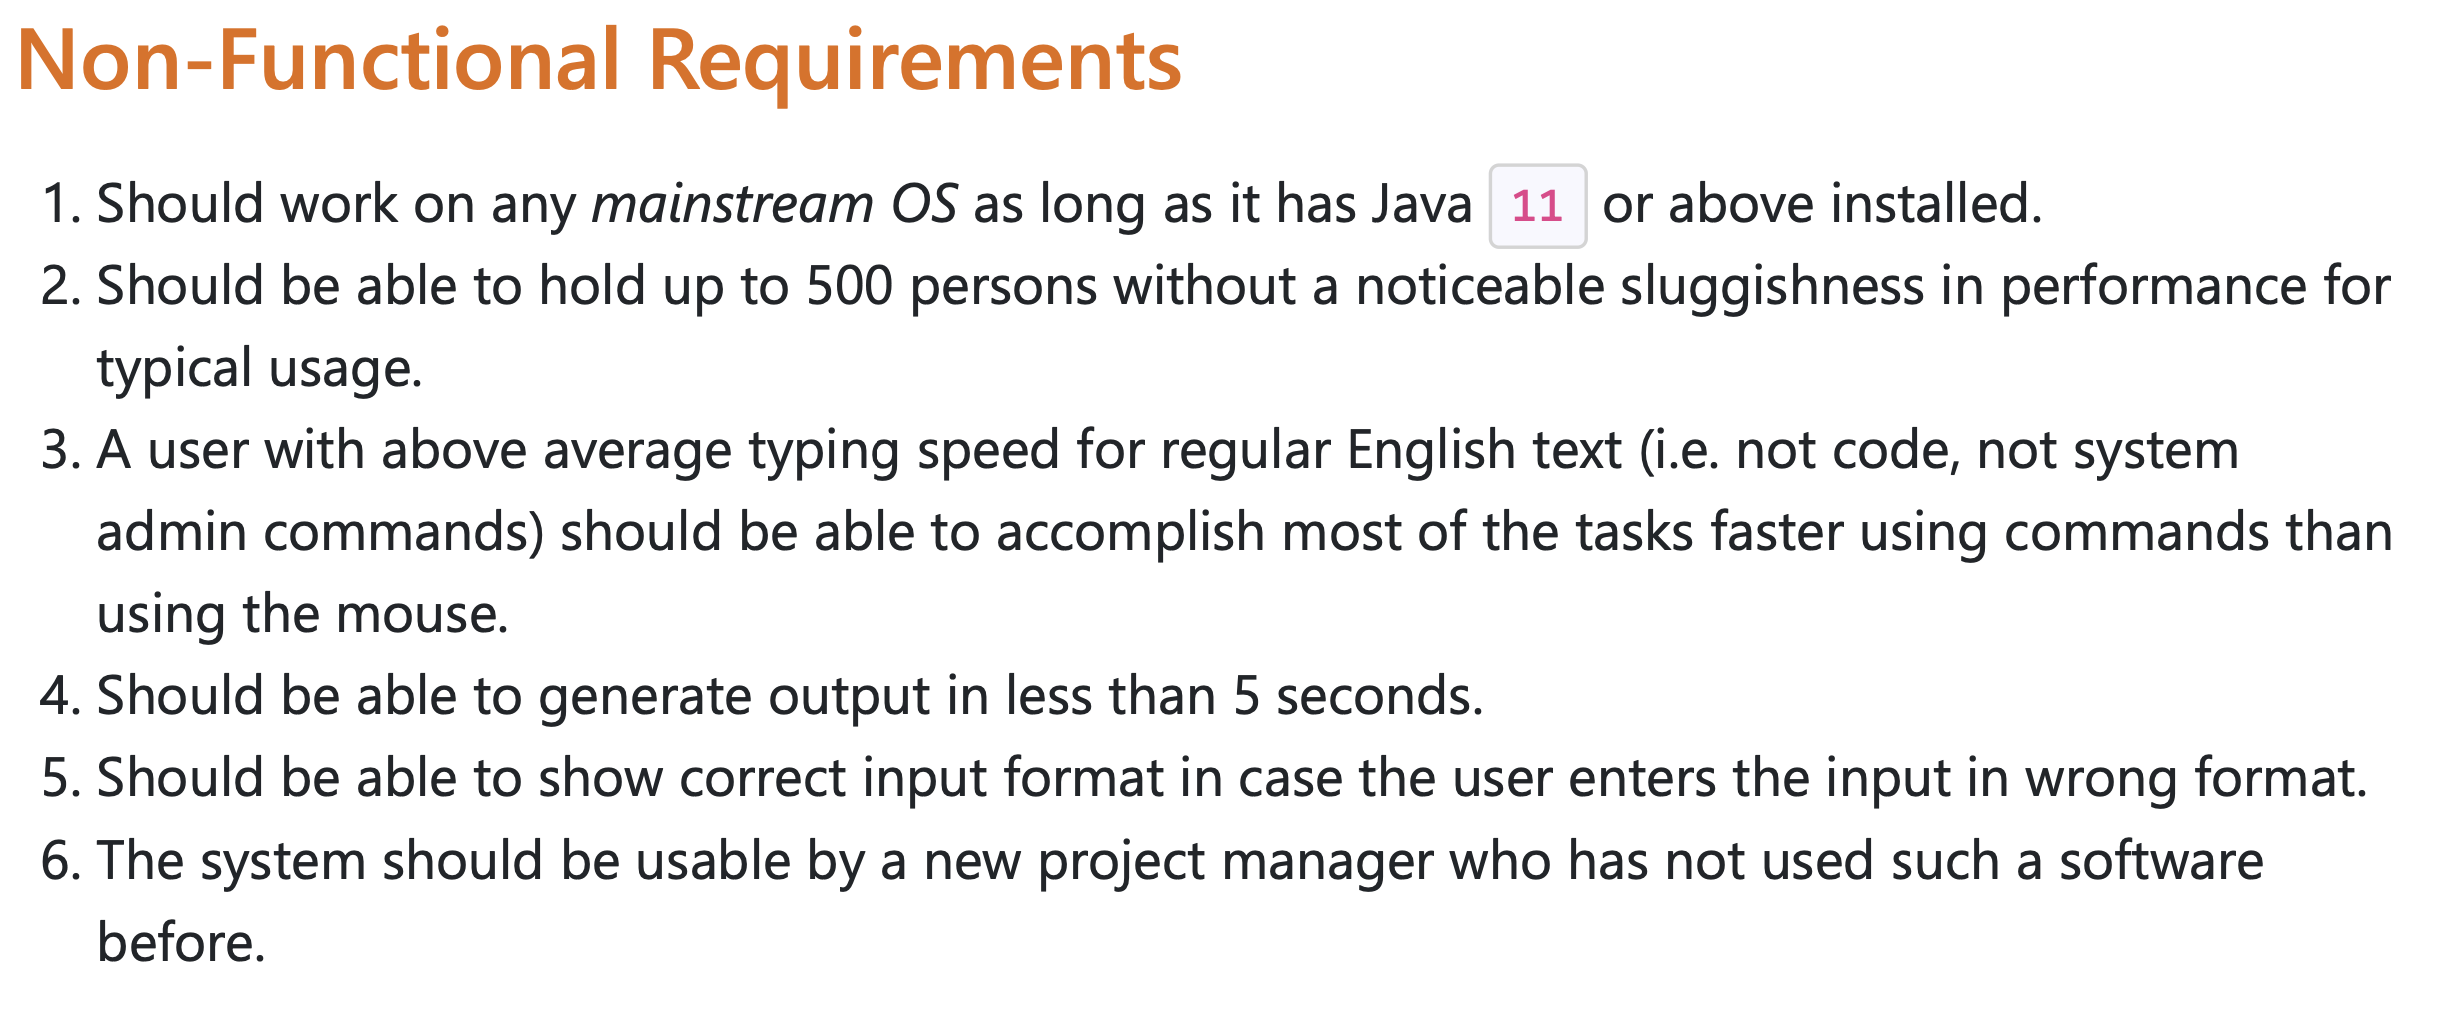 Non-Functional Requirements
1. Should work on any mainstream OS as long as it has Java 11 or above installed.
2. Should be able to hold up to 500 persons without a noticeable sluggishness in performance for
typical usage.
3. A user with above average typing speed for regular English text (i.e. not code, not system
admin commands) should be able to accomplish most of the tasks faster using commands than
using the mouse.
4. Should be able to generate output in less than 5 seconds.
5. Should be able to show correct input format in case the user enters the input in wrong format.
6. The system should be usable by a new project manager who has not used such a software
before.